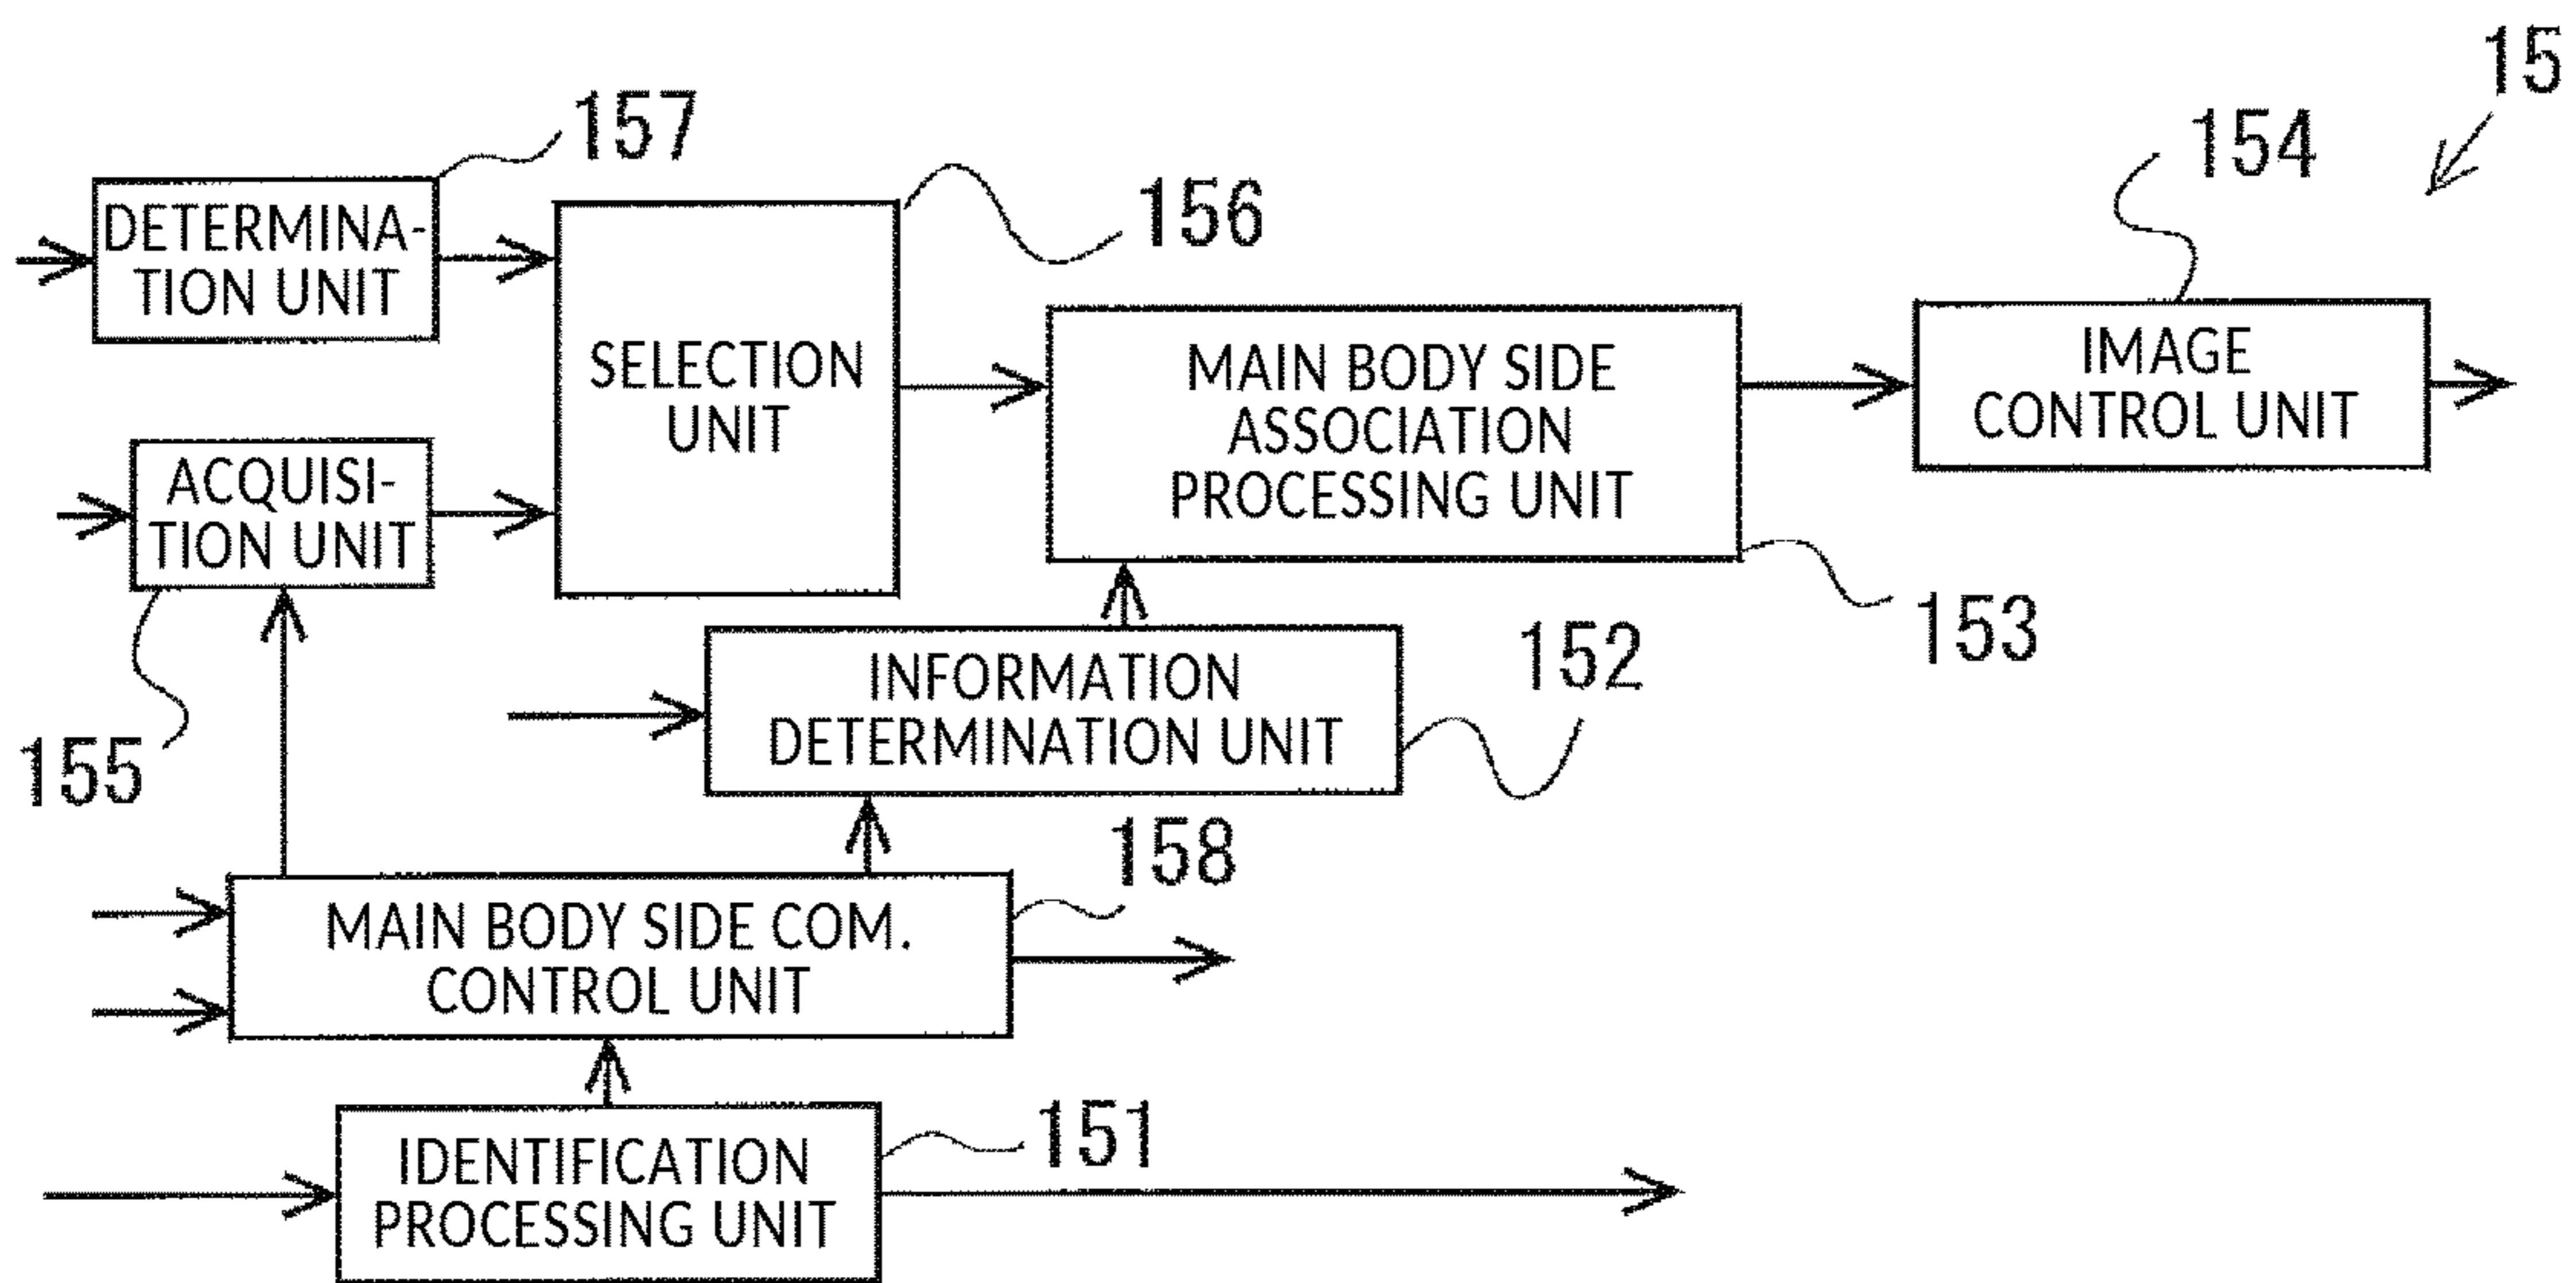 15
157
154
156
DETERMINA-
TION UNIT
SELECTION
UNIT
MAIN BODY SIDE
ASSOCIATION
PROCESSING UNIT
IMAGE
CONTROL UNIT
ACQUISI-
TION UNIT
153
152
INFORMATION
DETERMINATION UNIT
155
158
MAIN BODY SIDE COM.
CONTROL UNIT
151
IDENTIFICATION
PROCESSING UNIT